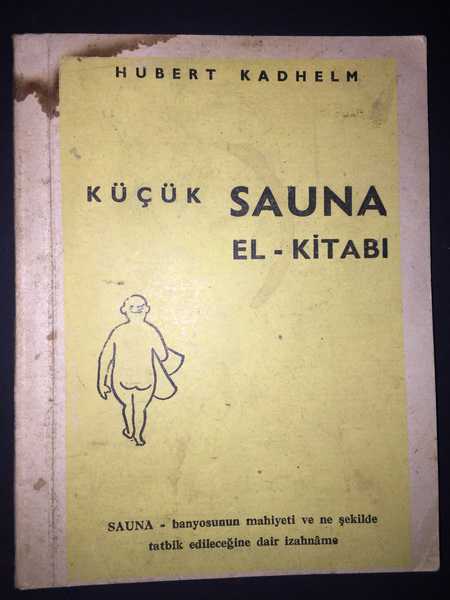 HUBERT KADHELM
KÜÇÜK SAUNA
EL - KİTABI
SAUNA - banyosunun mahiyeti ve ne şekilde
tatbik edileceğine dair izahnâme